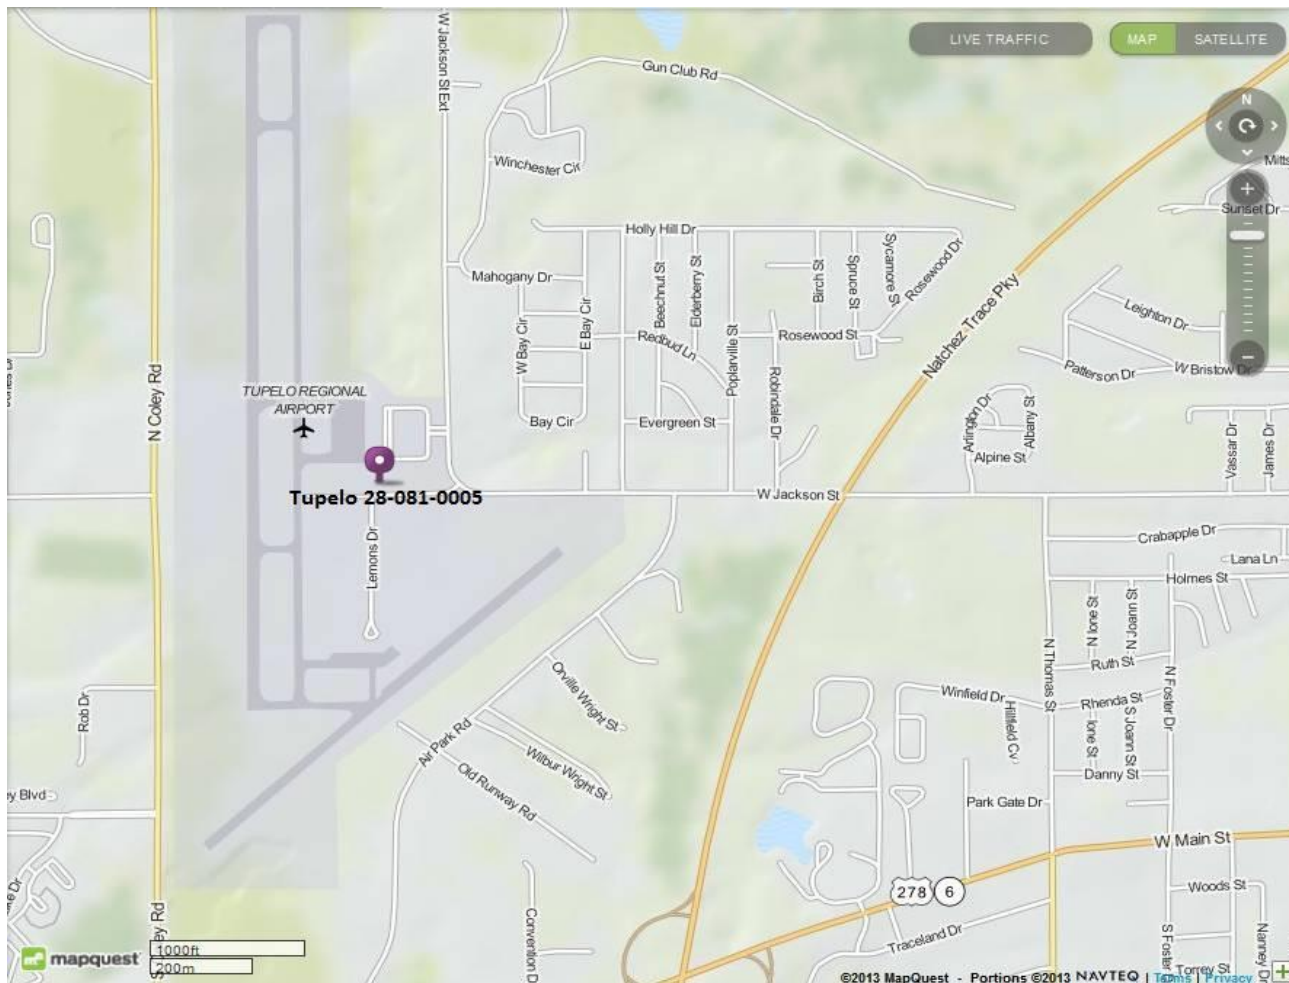 LIVE TRAFFIC
MAP
SATELLITE
W Jackson St Ext
Gun Club Rd
N
Winchester Cir
Sunset Dr
Holly Hill Dr
Mahogany Dr
W Bay Cir
E Bay Cir
Beechnut St
Elderberry St
Redbud Ln
Poplarville St
Birch St
Spruce St
Sycamore St
Rosewood Dr
Rosewood St
Robindale Dr
Natchez Trace Pky
Leighton Dr
Patterson Dr
W Bristow Dr
N Coley Rd
TUPELO REGIONAL
AIRPORT
Bay Cir
Evergreen St
Arlington Dr
Albany St
Alpine St
Vassar Dr
James Dr
Tupelo 28-081-0005
W Jackson St
Lemons Dr
Crabapple Dr
Lana Ln
Holmes St
N Ione St
N Joann St
Ruth St
N Thomas St
N Foster Dr
Orville Wright St
Winfield Dr
Hillfield Cv
Rhenda St
Ione St
S Joann St
Rob Dr
Air Park Rd
Wilbur Wright St
Old Runway Rd
Danny St
Park Gate Dr
ey Blvd
W Main St
278
6
Woods St
Traceland Dr
S Foster D
Nanney Dr
Torrey St
Convention D
mapquest
1000ft
200m
©2013 MapQuest - Portions ©2013 NAVTEQ | Terms | Privacy